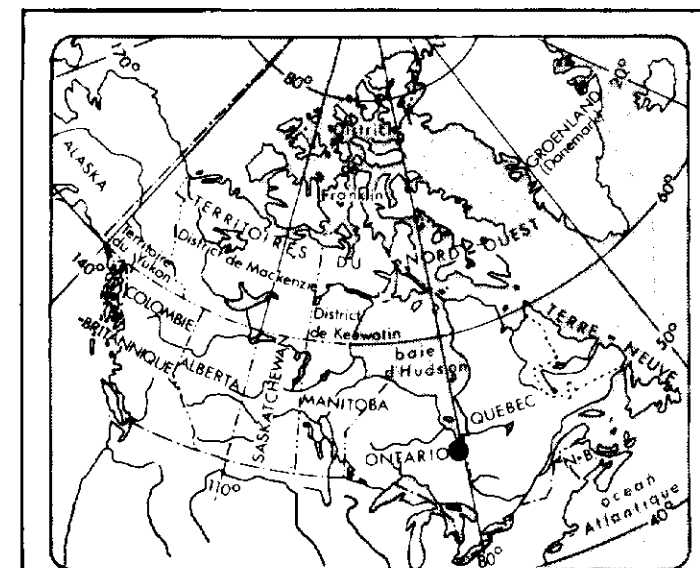 170°
80°
20°
ALASKA
District
GROENLAND
(Danemark)
Franklin
60°
TERRITOIRES DU NORD-OUEST
Territoire
du Yukon
District de Mackenzie
140°
COLOMBIE
-BRITANNIQUE
District
de Keewatin
TERRE-NEUVE
50°
baie
d'Hudson
ALBERTA
SASKATCHEWAN
MANITOBA
QUEBEC
ONTARIO
N-B
110°
océan
Atlantique
40°
80°